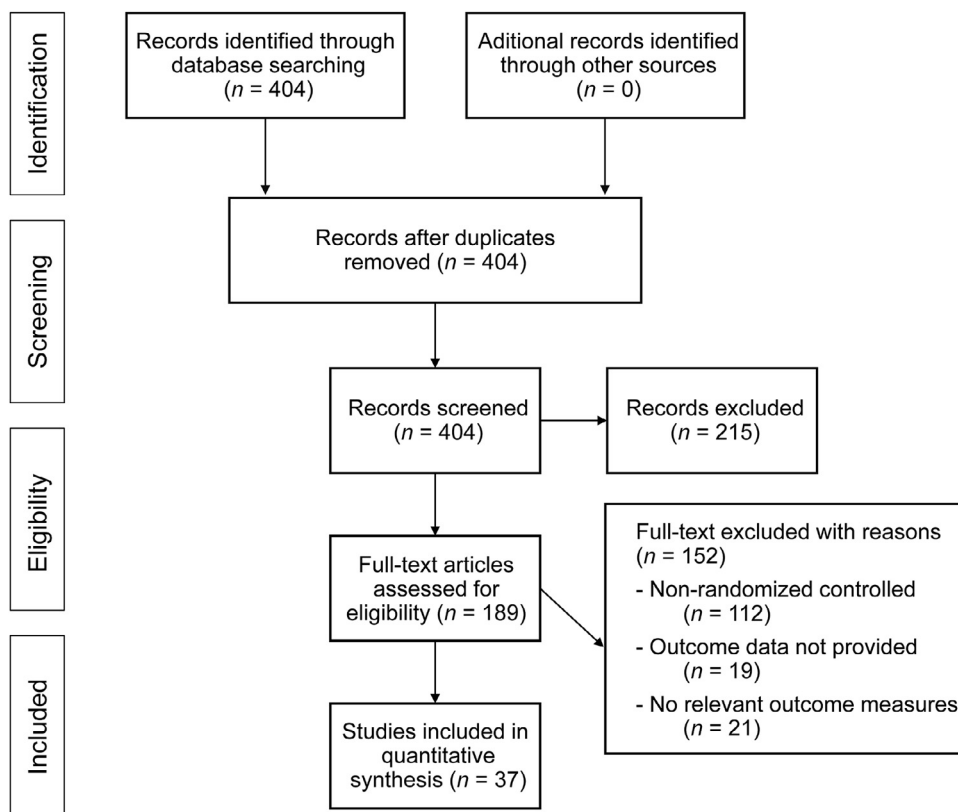 Identification
Records identified through
database searching
(n = 404)
Aditional records identified
through other sources
(n = 0)
Screening
Records after duplicates
removed (n = 404)
Records screened
(n = 404)
Records excluded
(n = 215)
Eligibility
Full-text articles
assessed for
eligibility (n = 189)
Full-text excluded with reasons
(n = 152)
- Non-randomized controlled
(n = 112)
- Outcome data not provided
(n = 19)
- No relevant outcome measures
(n = 21)
Included
Studies included in
quantitative
synthesis (n = 37)